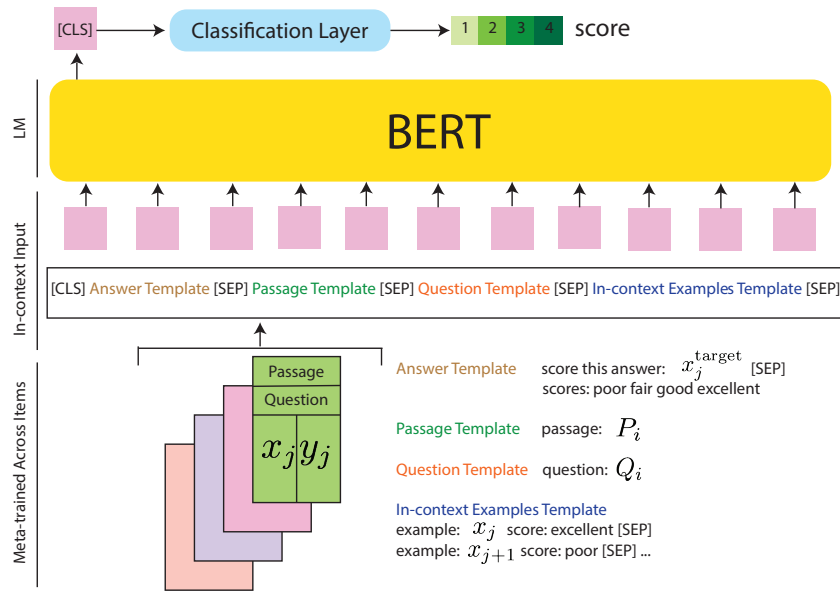 [CLS]
Classification Layer
1 2 3 4 score
LM
BERT
In-context Input
[CLS] Answer Template [SEP] Passage Template [SEP] Question Template [SEP] In-context Examples Template [SEP]
Meta-trained Across Items
Passage
Question
x_j y_j
Answer Template score this answer: x_j^target [SEP]
scores: poor fair good excellent
Passage Template passage: P_i
Question Template question: Q_i
In-context Examples Template
example: x_j score: excellent [SEP]
example: x_{j+1} score: poor [SEP] ...